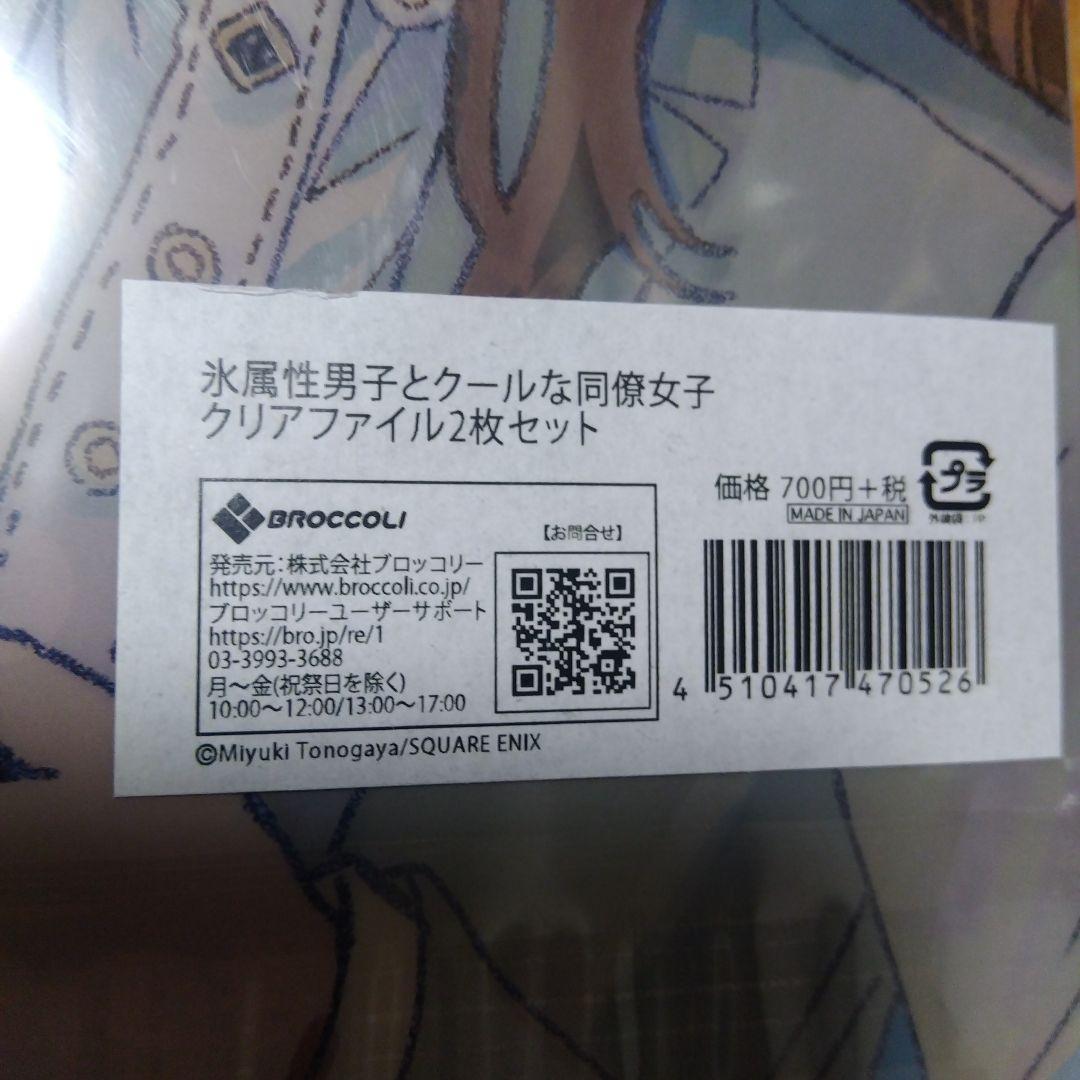 氷属性男子とクールな同僚女子
クリアファイル2枚セット
価格 700円+税
MADE IN JAPAN
プラ
BROCCOLI
【お問合せ】
発売元:株式会社ブロッコリー
https://www.broccoli.co.jp/
ブロッコリーユーザーサポート
https://bro.jp/re/1
03-3993-3688
月～金(祝祭日を除く)
10:00～12:00/13:00～17:00
4 510417 470526
©Miyuki Tonogaya/SQUARE ENIX